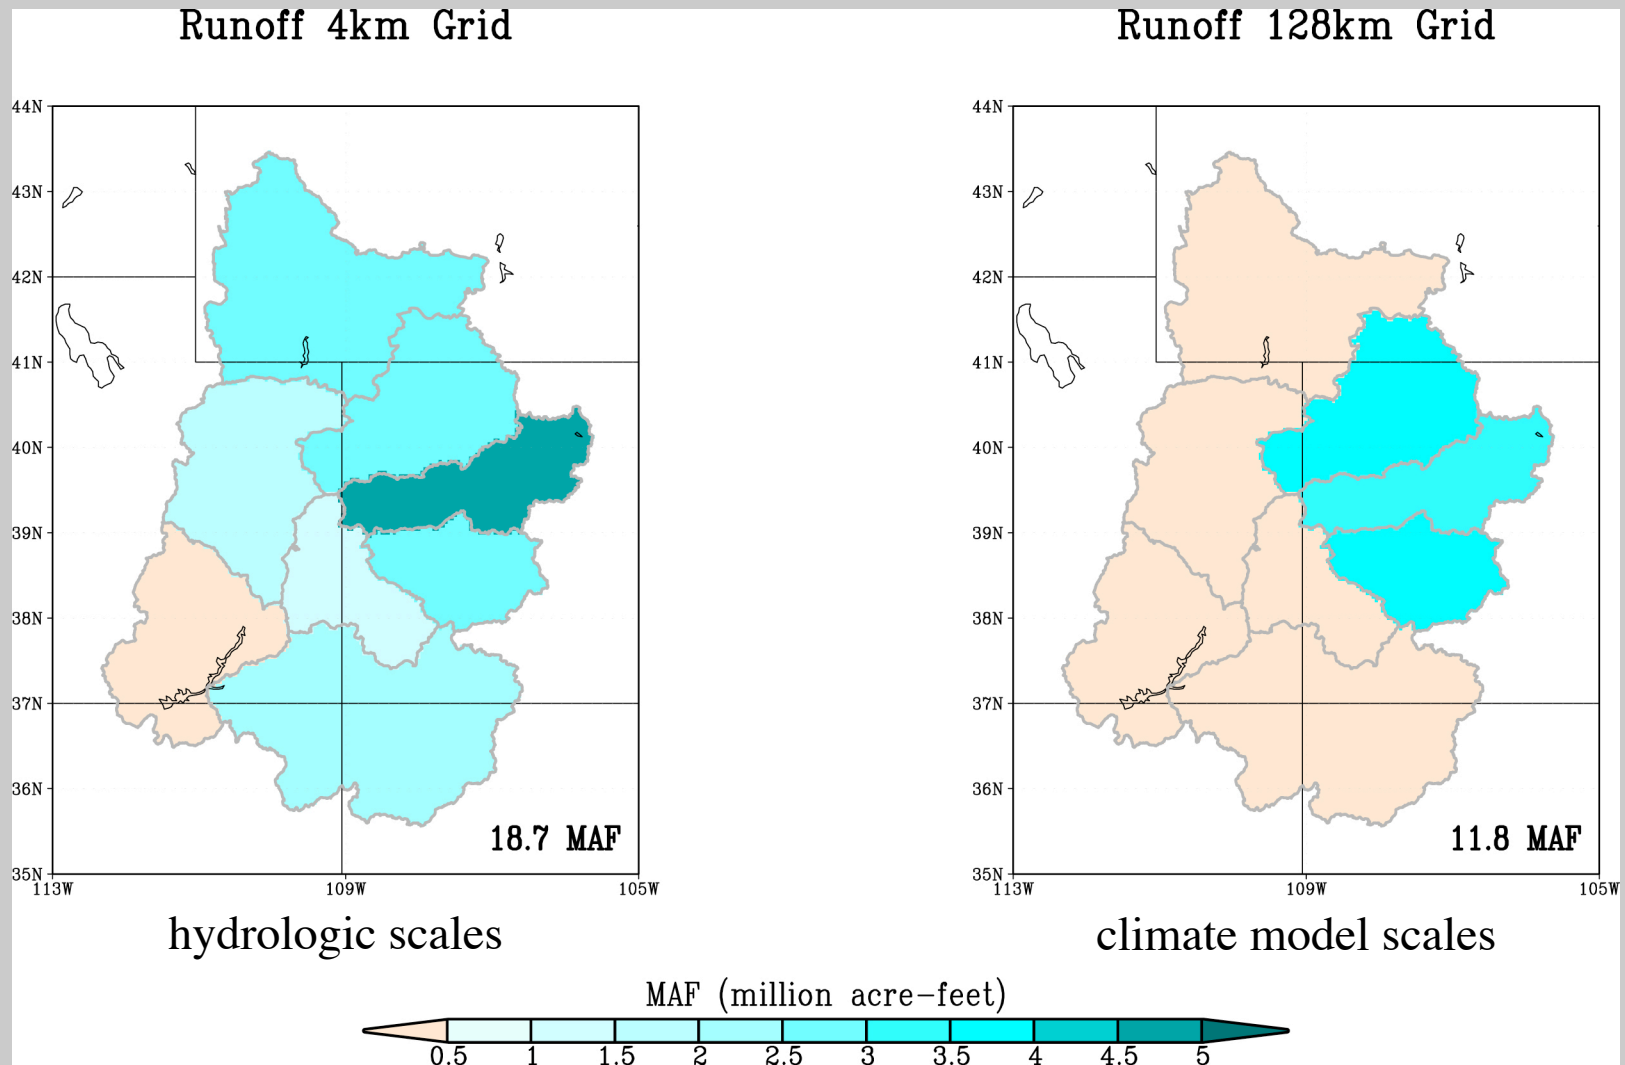 Runoff 4km Grid
Runoff 128km Grid
44N
43N
42N
41N
40N
39N
38N
37N
36N
35N
113W 109W 105W
18.7 MAF
44N
43N
42N
41N
40N
39N
38N
37N
36N
35N
113W 109W 105W
11.8 MAF
hydrologic scales
climate model scales
MAF (million acre-feet)
0.5 1 1.5 2 2.5 3 3.5 4 4.5 5